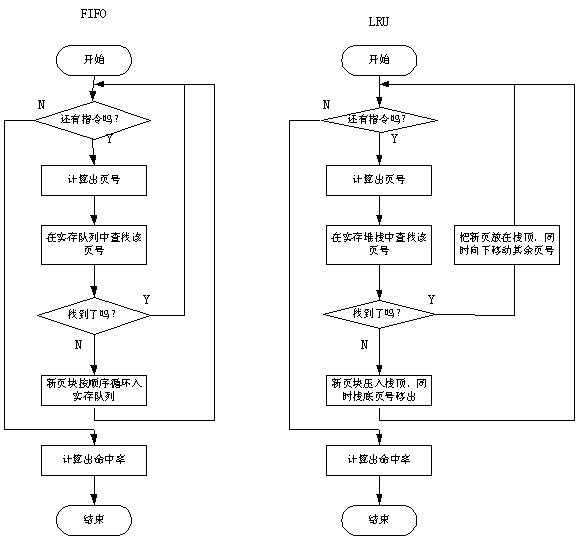 FIFO
开始
N
还有指令吗?
Y
计算出页号
在实存队列中查找该
页号
Y
找到了吗?
N
新页块按顺序循环入
实存队列
计算出命中率
结束
LRU
开始
N
还有指令吗?
Y
计算出页号
在实存堆栈中查找该
页号
把新页放在栈顶，同
时向下移动其余页号
Y
找到了吗?
N
新页块压入栈顶，同
时栈底页号移出
计算出命中率
结束